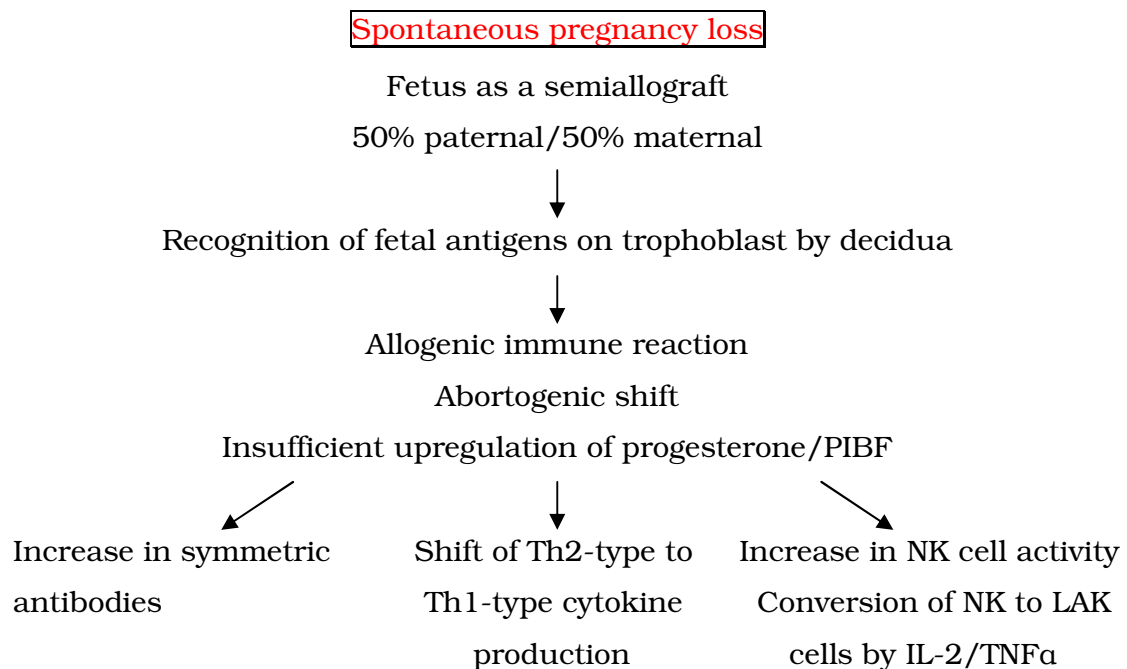 Spontaneous pregnancy loss
Fetus as a semiallograft
50% paternal/50% maternal
Recognition of fetal antigens on trophoblast by decidua
Allogenic immune reaction
Abortogenic shift
Insufficient upregulation of progesterone/PIBF
Increase in symmetric
antibodies
Shift of Th2-type to
Th1-type cytokine
production
Increase in NK cell activity
Conversion of NK to LAK
cells by IL-2/TNFα